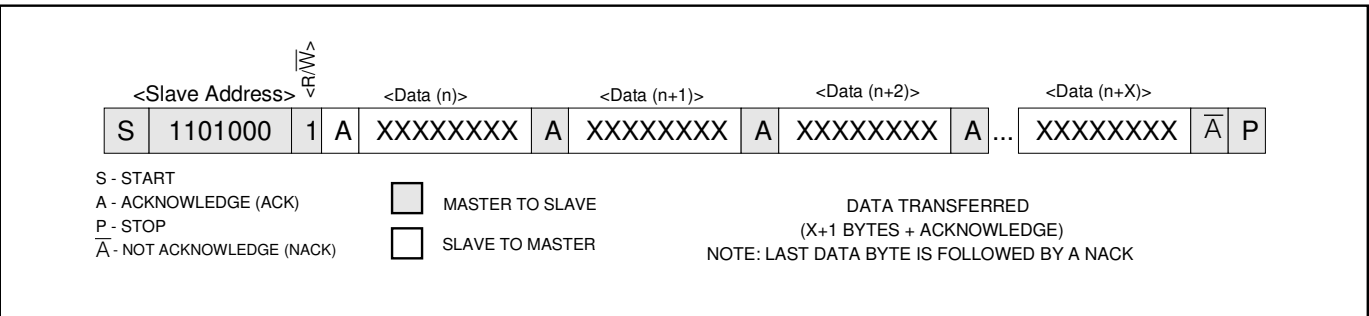 <R/W̅>
<Slave Address> <Data (n)> <Data (n+1)> <Data (n+2)> <Data (n+X)>
S 1101000 1 A XXXXXXXX A XXXXXXXX A XXXXXXXX A ... XXXXXXXX A̅ P
S - START
A - ACKNOWLEDGE (ACK)
P - STOP
A̅ - NOT ACKNOWLEDGE (NACK)
MASTER TO SLAVE
SLAVE TO MASTER
DATA TRANSFERRED
(X+1 BYTES + ACKNOWLEDGE)
NOTE: LAST DATA BYTE IS FOLLOWED BY A NACK